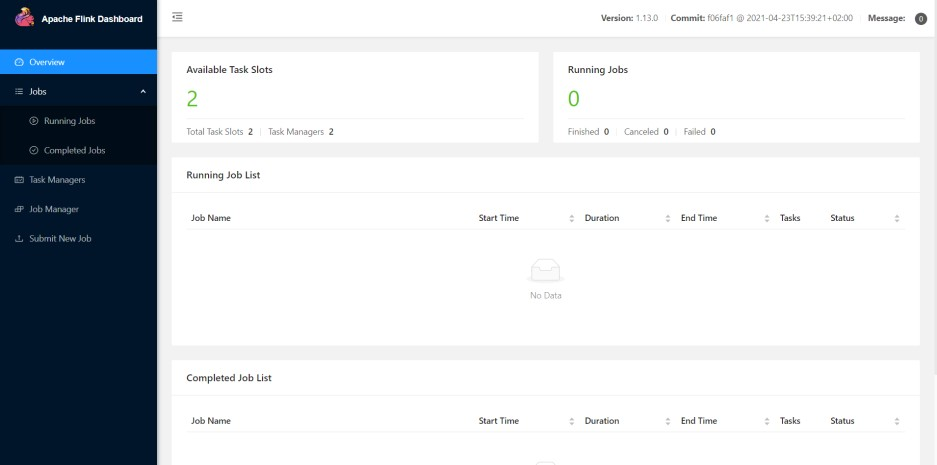 Apache Flink Dashboard
Version: 1.13.0 Commit: f06faf1 @ 2021-04-23T15:39:21+02:00 Message: 0
Overview
Jobs
Running Jobs
Completed Jobs
Task Managers
Job Manager
Submit New Job
Available Task Slots
2
Total Task Slots 2 Task Managers 2
Running Jobs
0
Finished 0 Canceled 0 Failed 0
Running Job List
Job Name Start Time Duration End Time Tasks Status
No Data
Completed Job List
Job Name Start Time Duration End Time Tasks Status